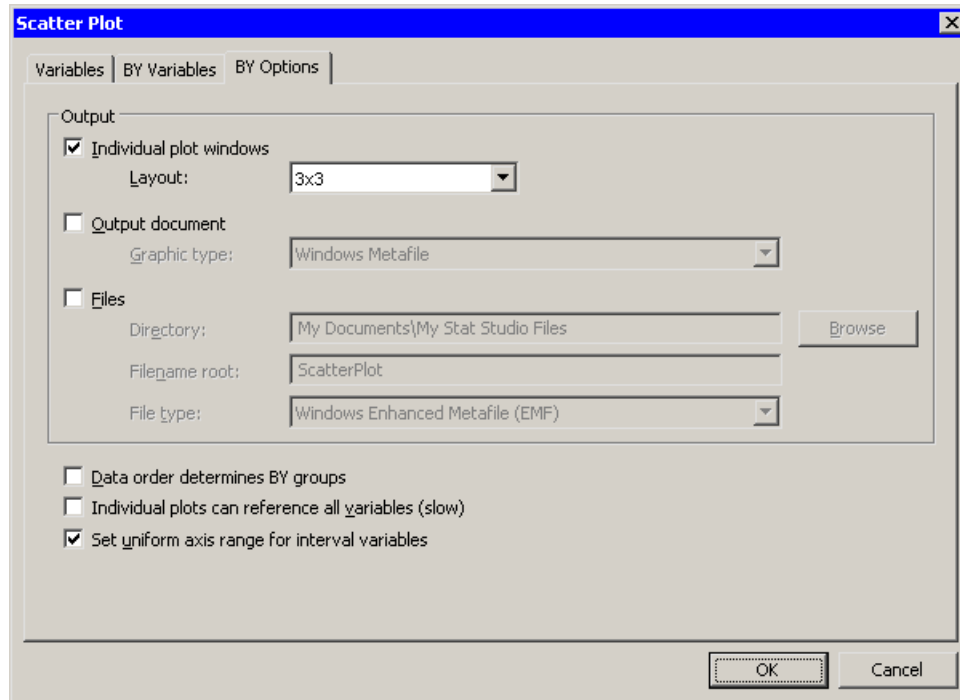 Scatter Plot
Variables BY Variables BY Options
Output
Individual plot windows
Layout: 3x3
Output document
Graphic type: Windows Metafile
Files
Directory: My Documents\My Stat Studio Files Browse
Filename root: ScatterPlot
File type: Windows Enhanced Metafile (EMF)
Data order determines BY groups
Individual plots can reference all variables (slow)
Set uniform axis range for interval variables
OK Cancel